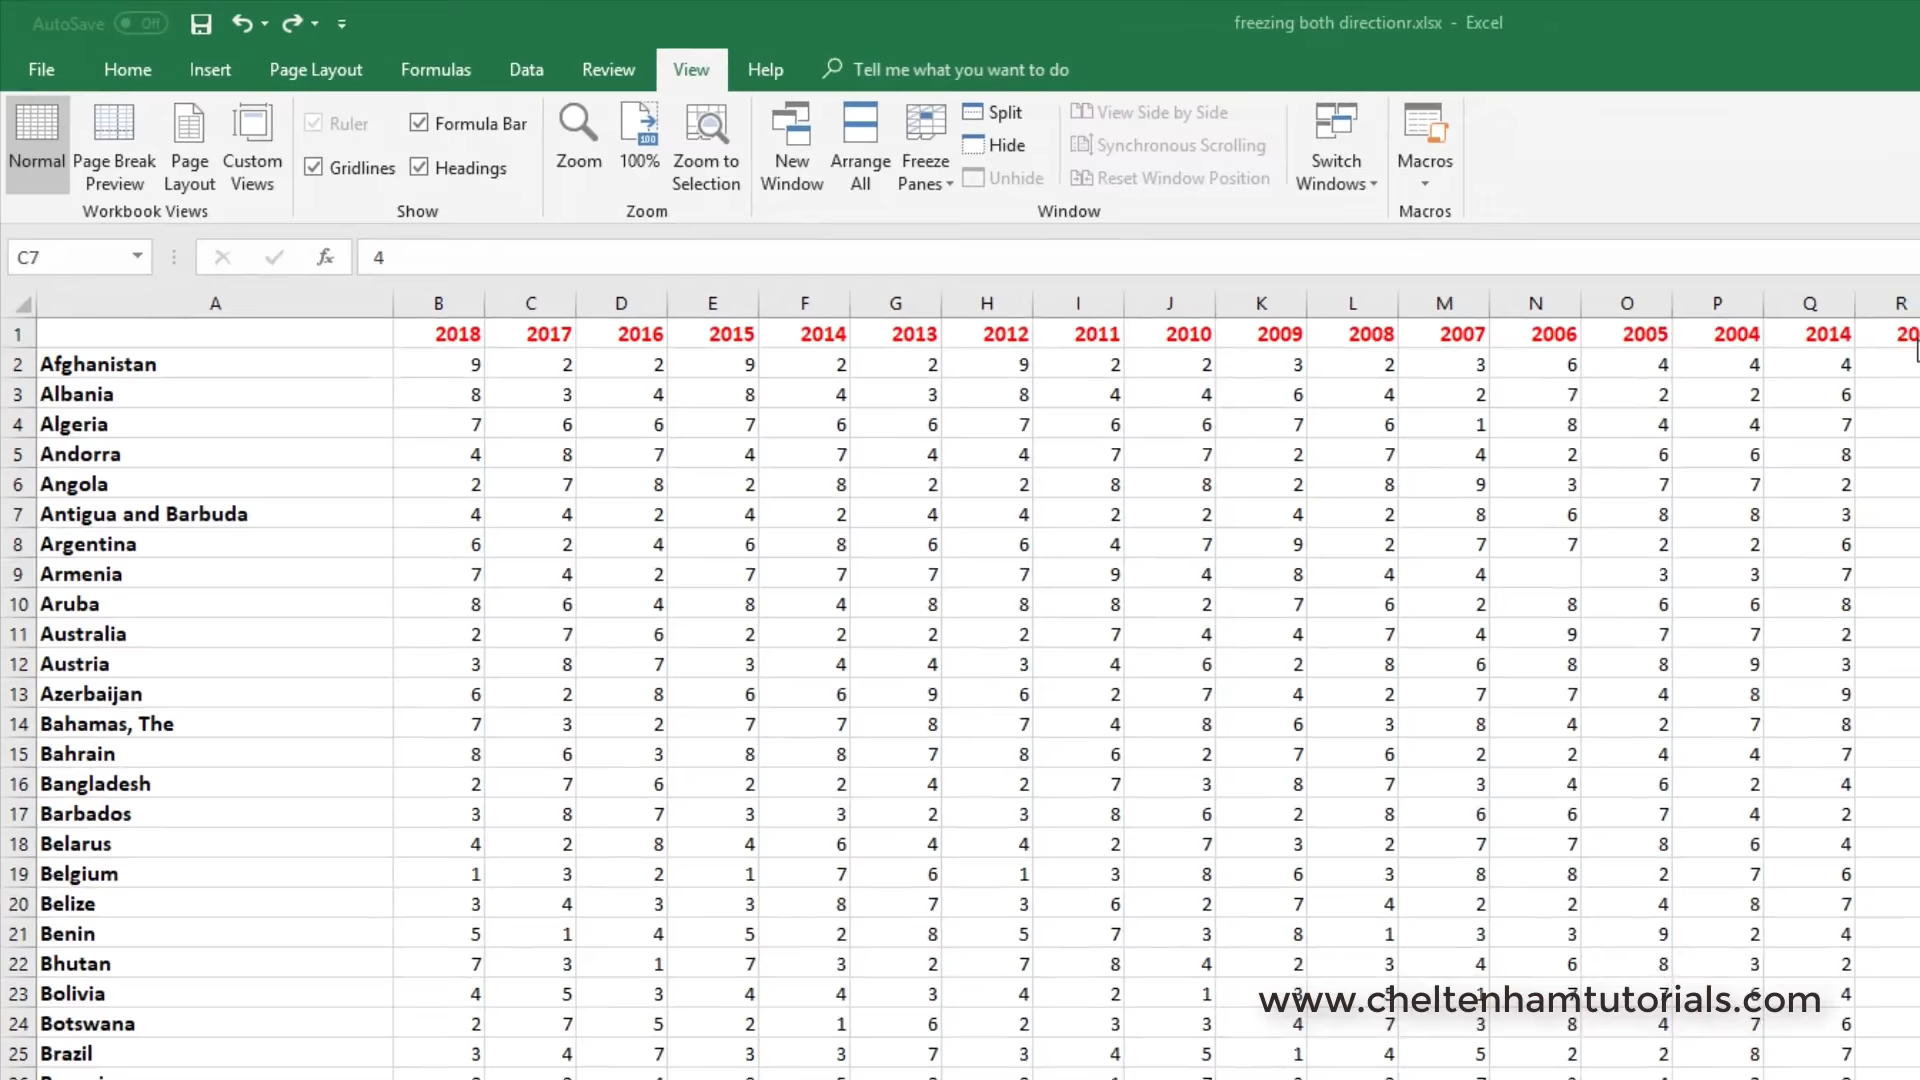 AutoSave Off freezing both directionr.xlsx - Excel
File Home Insert Page Layout Formulas Data Review View Help Tell me what you want to do
Ruler Formula Bar Split View Side by Side
Hide Synchronous Scrolling
Normal Page Break Page Custom Gridlines Headings Zoom 100% Zoom to New Arrange Freeze Unhide Reset Window Position Switch Macros
Preview Layout Views Selection Window All Panes Windows
Workbook Views Show Zoom Window Macros
C7 fx 4
A B C D E F G H I J K L M N O P Q R
1 2018 2017 2016 2015 2014 2013 2012 2011 2010 2009 2008 2007 2006 2005 2004 2014 20
2 Afghanistan 9 2 2 9 2 2 9 2 2 3 2 3 6 4 4 4
3 Albania 8 3 4 8 4 3 8 4 4 6 4 2 7 2 2 6
4 Algeria 7 6 6 7 6 6 7 6 6 7 6 1 8 4 4 7
5 Andorra 4 8 7 4 7 4 4 7 7 2 7 4 2 6 6 8
6 Angola 2 7 8 2 8 2 2 8 8 2 8 9 3 7 7 2
7 Antigua and Barbuda 4 4 2 4 2 4 4 2 2 4 2 8 6 8 8 3
8 Argentina 6 2 4 6 8 6 6 4 7 9 2 7 7 2 2 6
9 Armenia 7 4 2 7 7 7 7 9 4 8 4 4 3 3 7
10 Aruba 8 6 4 8 4 8 8 8 2 7 6 2 8 6 6 8
11 Australia 2 7 6 2 2 2 2 7 4 4 7 4 9 7 7 2
12 Austria 3 8 7 3 4 4 3 4 6 2 8 6 8 8 9 3
13 Azerbaijan 6 2 8 6 6 9 6 2 7 4 2 7 7 4 8 9
14 Bahamas, The 7 3 2 7 7 8 7 4 8 6 3 8 4 2 7 8
15 Bahrain 8 6 3 8 8 7 8 6 2 7 6 2 2 4 4 7
16 Bangladesh 2 7 6 2 2 4 2 7 3 8 7 3 4 6 2 4
17 Barbados 3 8 7 3 3 2 3 8 6 2 8 6 6 7 4 2
18 Belarus 4 2 8 4 6 4 4 2 7 3 2 7 7 8 6 4
19 Belgium 1 3 2 1 7 6 1 3 8 6 3 8 8 2 7 6
20 Belize 3 4 3 3 8 7 3 6 2 7 4 2 2 4 8 7
21 Benin 5 1 4 5 2 8 5 7 3 8 1 3 3 9 2 4
22 Bhutan 7 3 1 7 3 2 7 8 4 2 3 4 6 8 3 2
23 Bolivia 4 5 3 4 4 3 4 2 1 4
www.cheltenhamtutorials.com
24 Botswana 2 7 5 2 1 6 2 3 3 4 7 3 8 4 7 6
25 Brazil 3 4 7 3 3 7 3 4 5 1 4 5 2 2 8 7